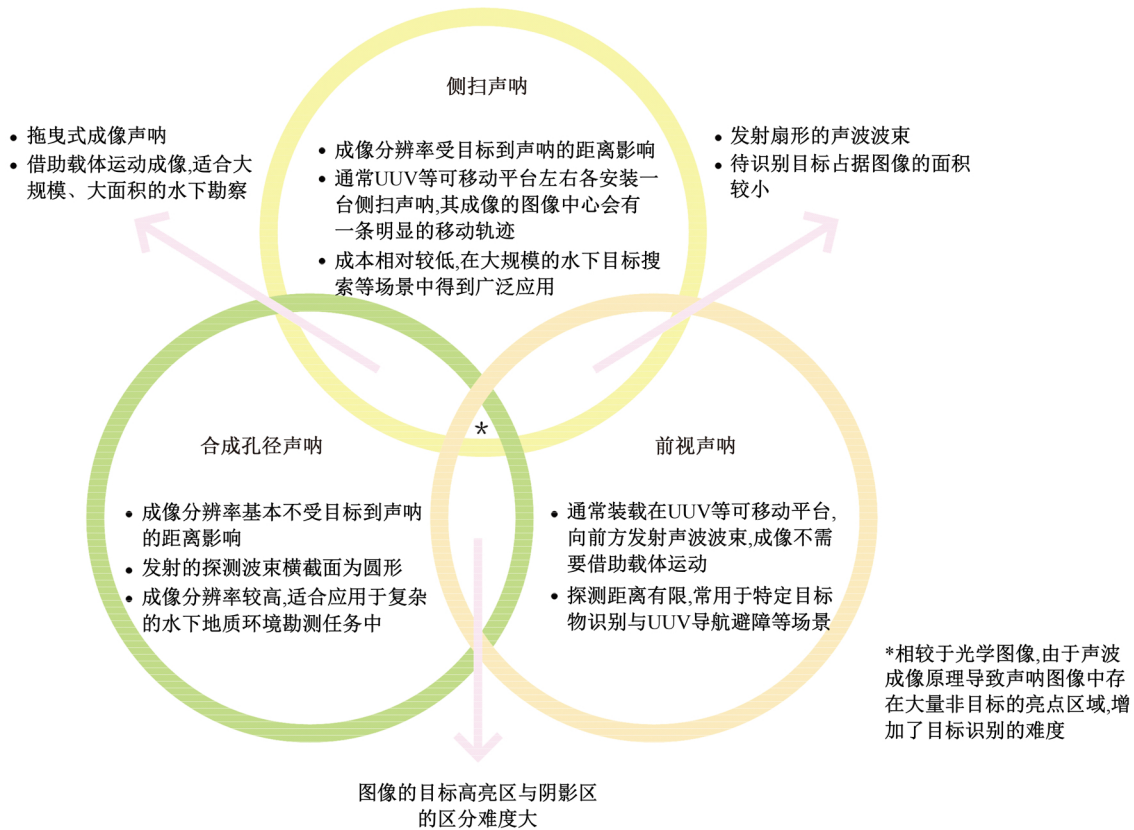 侧扫声呐
• 拖曳式成像声呐
• 借助载体运动成像,适合大
规模、大面积的水下勘察
• 成像分辨率受目标到声呐的距离影响
• 通常UUV等可移动平台左右各安装一
台侧扫声呐,其成像的图像中心会有
一条明显的移动轨迹
• 成本相对较低,在大规模的水下目标搜
索等场景中得到广泛应用
• 发射扇形的声波波束
• 待识别目标占据图像的面积
较小
*
合成孔径声呐
• 成像分辨率基本不受目标到声呐
的距离影响
• 发射的探测波束横截面为圆形
• 成像分辨率较高,适合应用于复杂
的水下地质环境勘测任务中
前视声呐
• 通常装载在UUV等可移动平台,
向前方发射声波波束,成像不需
要借助载体运动
• 探测距离有限,常用于特定目标
物识别与UUV导航避障等场景
*相较于光学图像,由于声波
成像原理导致声呐图像中存
在大量非目标的亮点区域,增
加了目标识别的难度
图像的目标高亮区与阴影区
的区分难度大